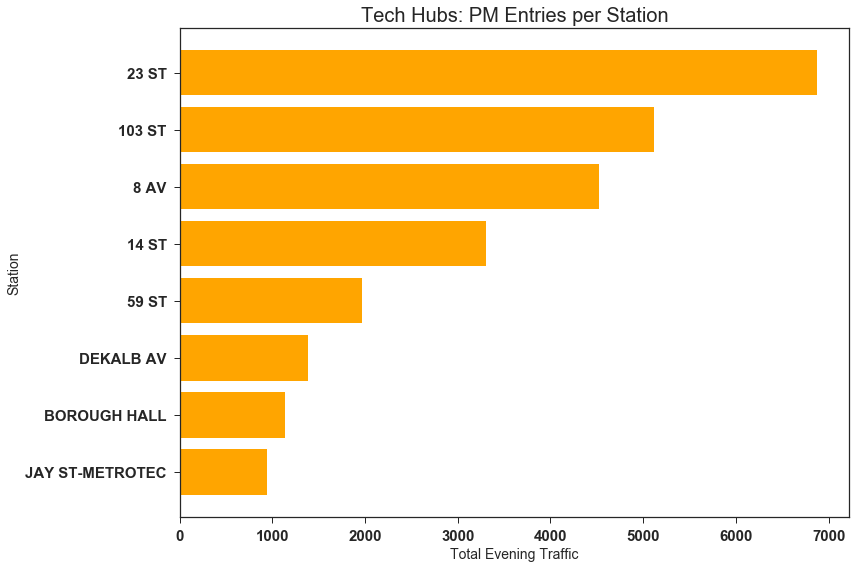 Tech Hubs: PM Entries per Station
Station
23 ST
103 ST
8 AV
14 ST
59 ST
DEKALB AV
BOROUGH HALL
JAY ST-METROTEC
0 1000 2000 3000 4000 5000 6000 7000
Total Evening Traffic